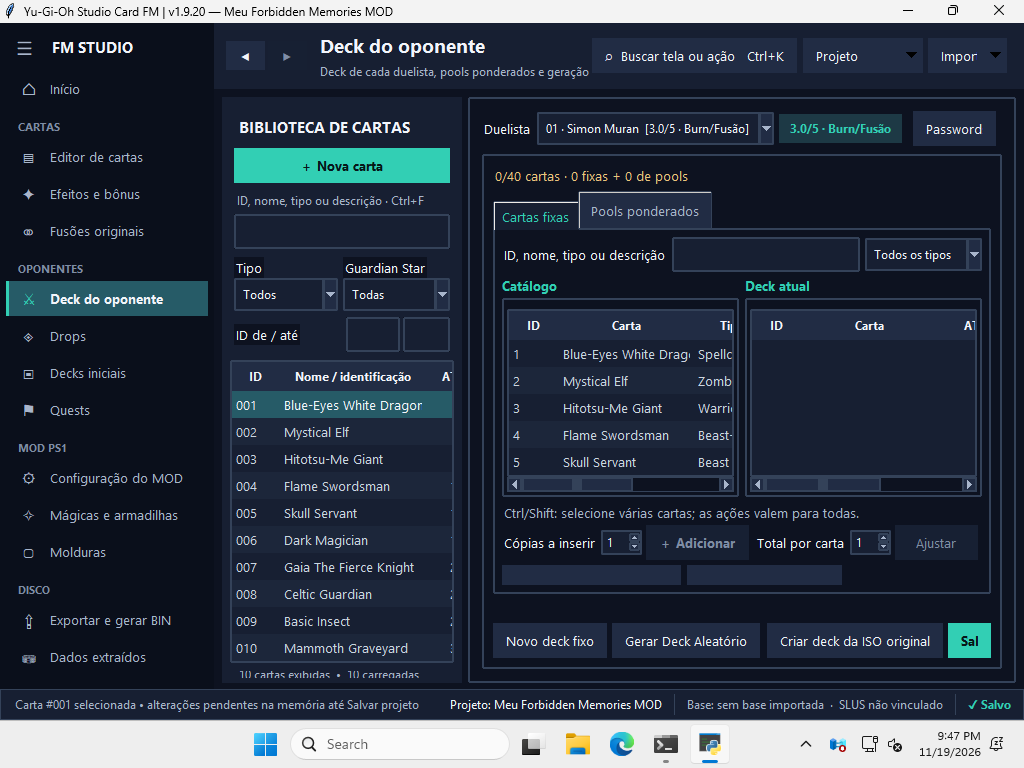 Yu-Gi-Oh Studio Card FM | v1.9.20 — Meu Forbidden Memories MOD
FM STUDIO
Início
CARTAS
Editor de cartas
Efeitos e bônus
Fusões originais
OPONENTES
Deck do oponente
Drops
Decks iniciais
Quests
MOD PS1
Configuração do MOD
Mágicas e armadilhas
Molduras
DISCO
Exportar e gerar BIN
Dados extraídos
Deck do oponente
Deck de cada duelista, pools ponderados e geração
Buscar tela ou ação Ctrl+K
Projeto
Impor
BIBLIOTECA DE CARTAS
+ Nova carta
ID, nome, tipo ou descrição · Ctrl+F
Tipo Guardian Star
Todos Todas
ID de / até
ID Nome / identificação A
001 Blue-Eyes White Dragor
002 Mystical Elf
003 Hitotsu-Me Giant
004 Flame Swordsman
005 Skull Servant
006 Dark Magician
007 Gaia The Fierce Knight
008 Celtic Guardian
009 Basic Insect
010 Mammoth Graveyard
10 cartas exibidas • 10 carregadas
Duelista 01 · Simon Muran [3.0/5 · Burn/Fusão] 3.0/5 · Burn/Fusão Password
0/40 cartas · 0 fixas + 0 de pools
Cartas fixas Pools ponderados
ID, nome, tipo ou descrição Todos os tipos
Catálogo Deck atual
ID Carta Tip ID Carta AT
1 Blue-Eyes White Drag Spellc
2 Mystical Elf Zomb
3 Hitotsu-Me Giant Warri
4 Flame Swordsman Beast-
5 Skull Servant Beast
Ctrl/Shift: selecione várias cartas; as ações valem para todas.
Cópias a inserir 1 + Adicionar Total por carta 1 Ajustar
Novo deck fixo Gerar Deck Aleatório Criar deck da ISO original Sal
Carta #001 selecionada • alterações pendentes na memória até Salvar projeto Projeto: Meu Forbidden Memories MOD Base: sem base importada · SLUS não vinculado ✓ Salvo
Search
9:47 PM
11/19/2026